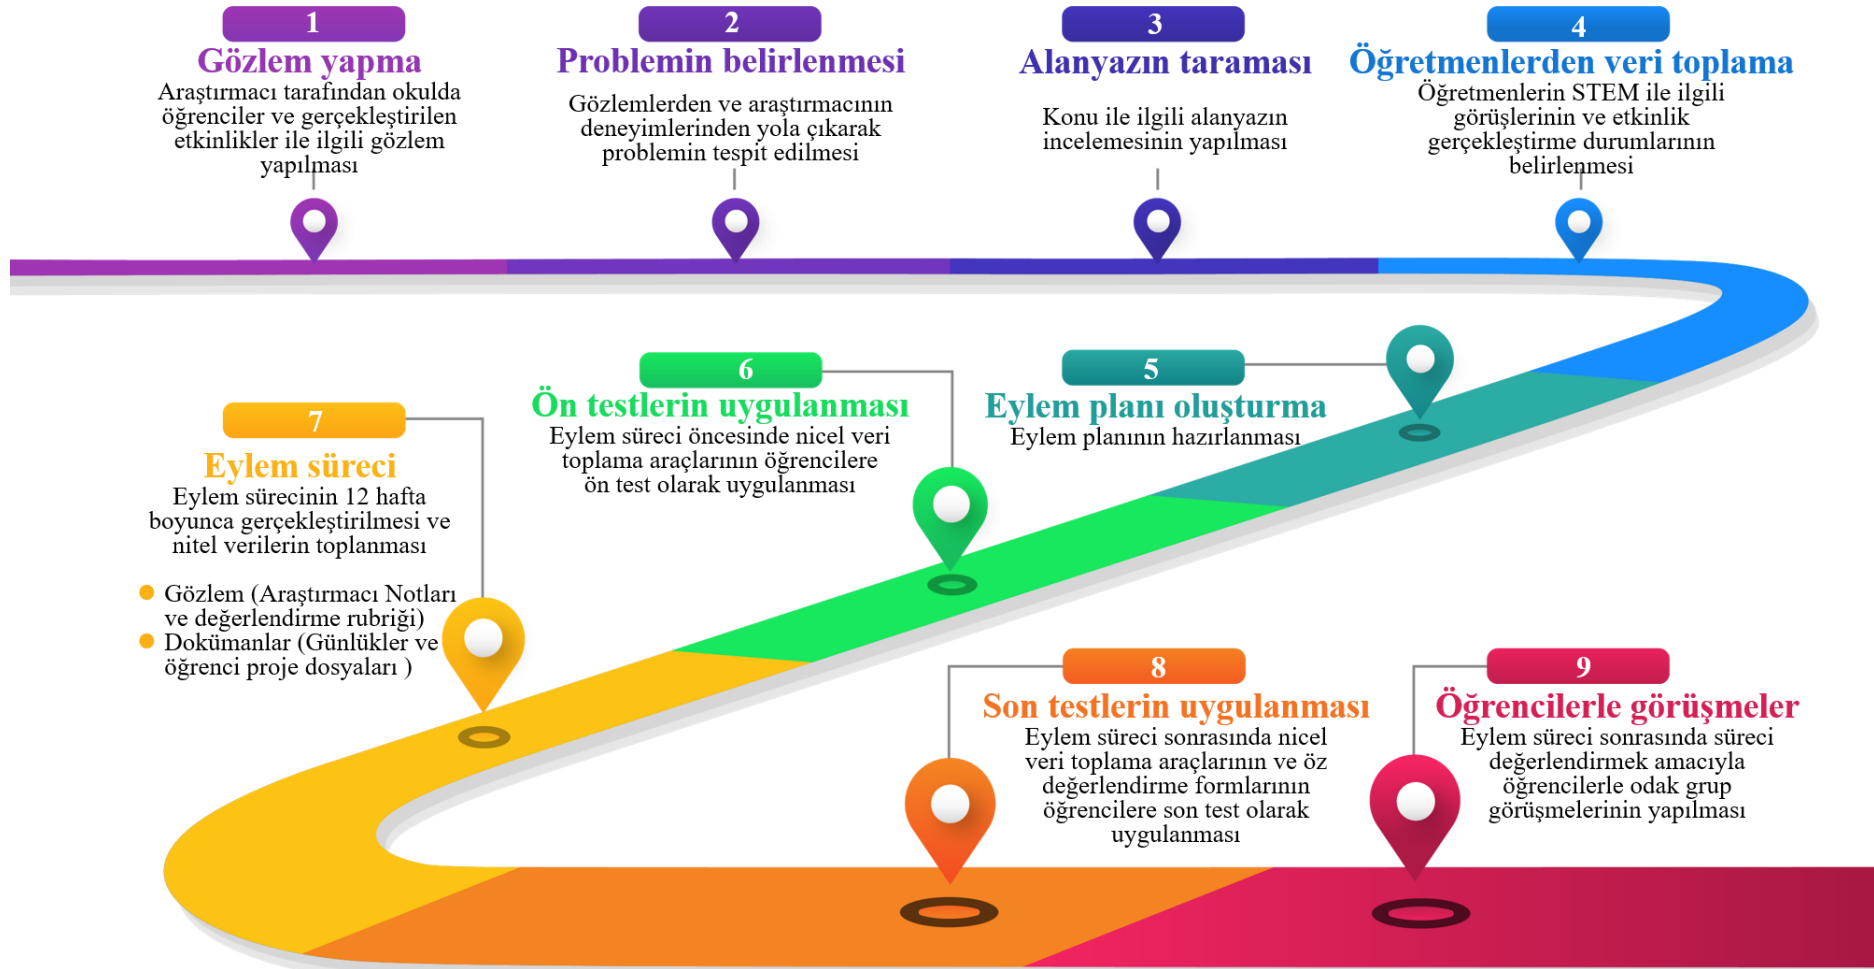 1
Gözlem yapma
Araştırmacı tarafından okulda
öğrenciler ve gerçekleştirilen
etkinlikler ile ilgili gözlem
yapılması
2
Problemin belirlenmesi
Gözlemlerden ve araştırmacının
deneyimlerinden yola çıkarak
problemin tespit edilmesi
3
Alanyazın taraması
Konu ile ilgili alanyazın
incelemesinin yapılması
4
Öğretmenlerden veri toplama
Öğretmenlerin STEM ile ilgili
görüşlerinin ve etkinlik
gerçekleştirme durumlarının
belirlenmesi
5
Eylem planı oluşturma
Eylem planının hazırlanması
6
Ön testlerin uygulanması
Eylem süreci öncesinde nicel veri
toplama araçlarının öğrencilere
ön test olarak uygulanması
7
Eylem süreci
Eylem sürecinin 12 hafta
boyunca gerçekleştirilmesi ve
nitel verilerin toplanması
Gözlem (Araştırmacı Notları
ve değerlendirme rubriği)
Dokümanlar (Günlükler ve
öğrenci proje dosyaları )
8
Son testlerin uygulanması
Eylem süreci sonrasında nicel
veri toplama araçlarının ve öz
değerlendirme formlarının
öğrencilere son test olarak
uygulanması
9
Öğrencilerle görüşmeler
Eylem süreci sonrasında süreci
değerlendirmek amacıyla
öğrencilerle odak grup
görüşmelerinin yapılması